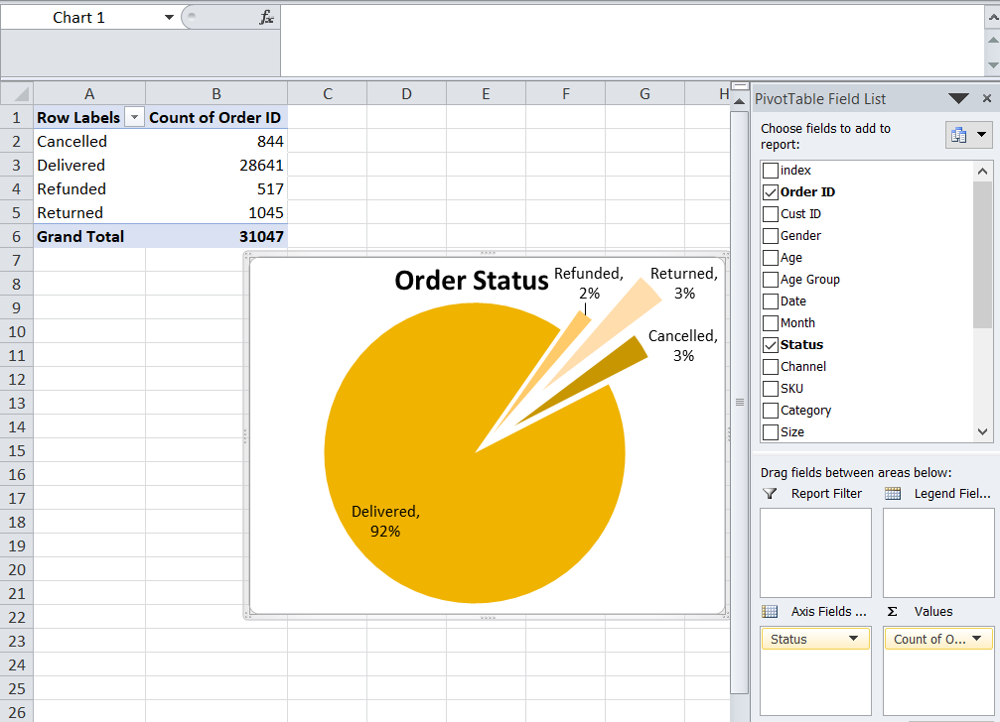 Chart 1
fx
A B C D E F G H
1 Row Labels Count of Order ID
2 Cancelled 844
3 Delivered 28641
4 Refunded 517
5 Returned 1045
6 Grand Total 31047
7
8
9
10
11
12
13
14
15
16
17
18
19
20
21
22
23
24
25
26
Order Status
Refunded,
2%
Returned,
3%
Cancelled,
3%
Delivered,
92%
PivotTable Field List
Choose fields to add to
report:
index
Order ID
Cust ID
Gender
Age
Age Group
Date
Month
Status
Channel
SKU
Category
Size
Drag fields between areas below:
Report Filter Legend Fiel...
Axis Fields ... Σ Values
Status Count of O...